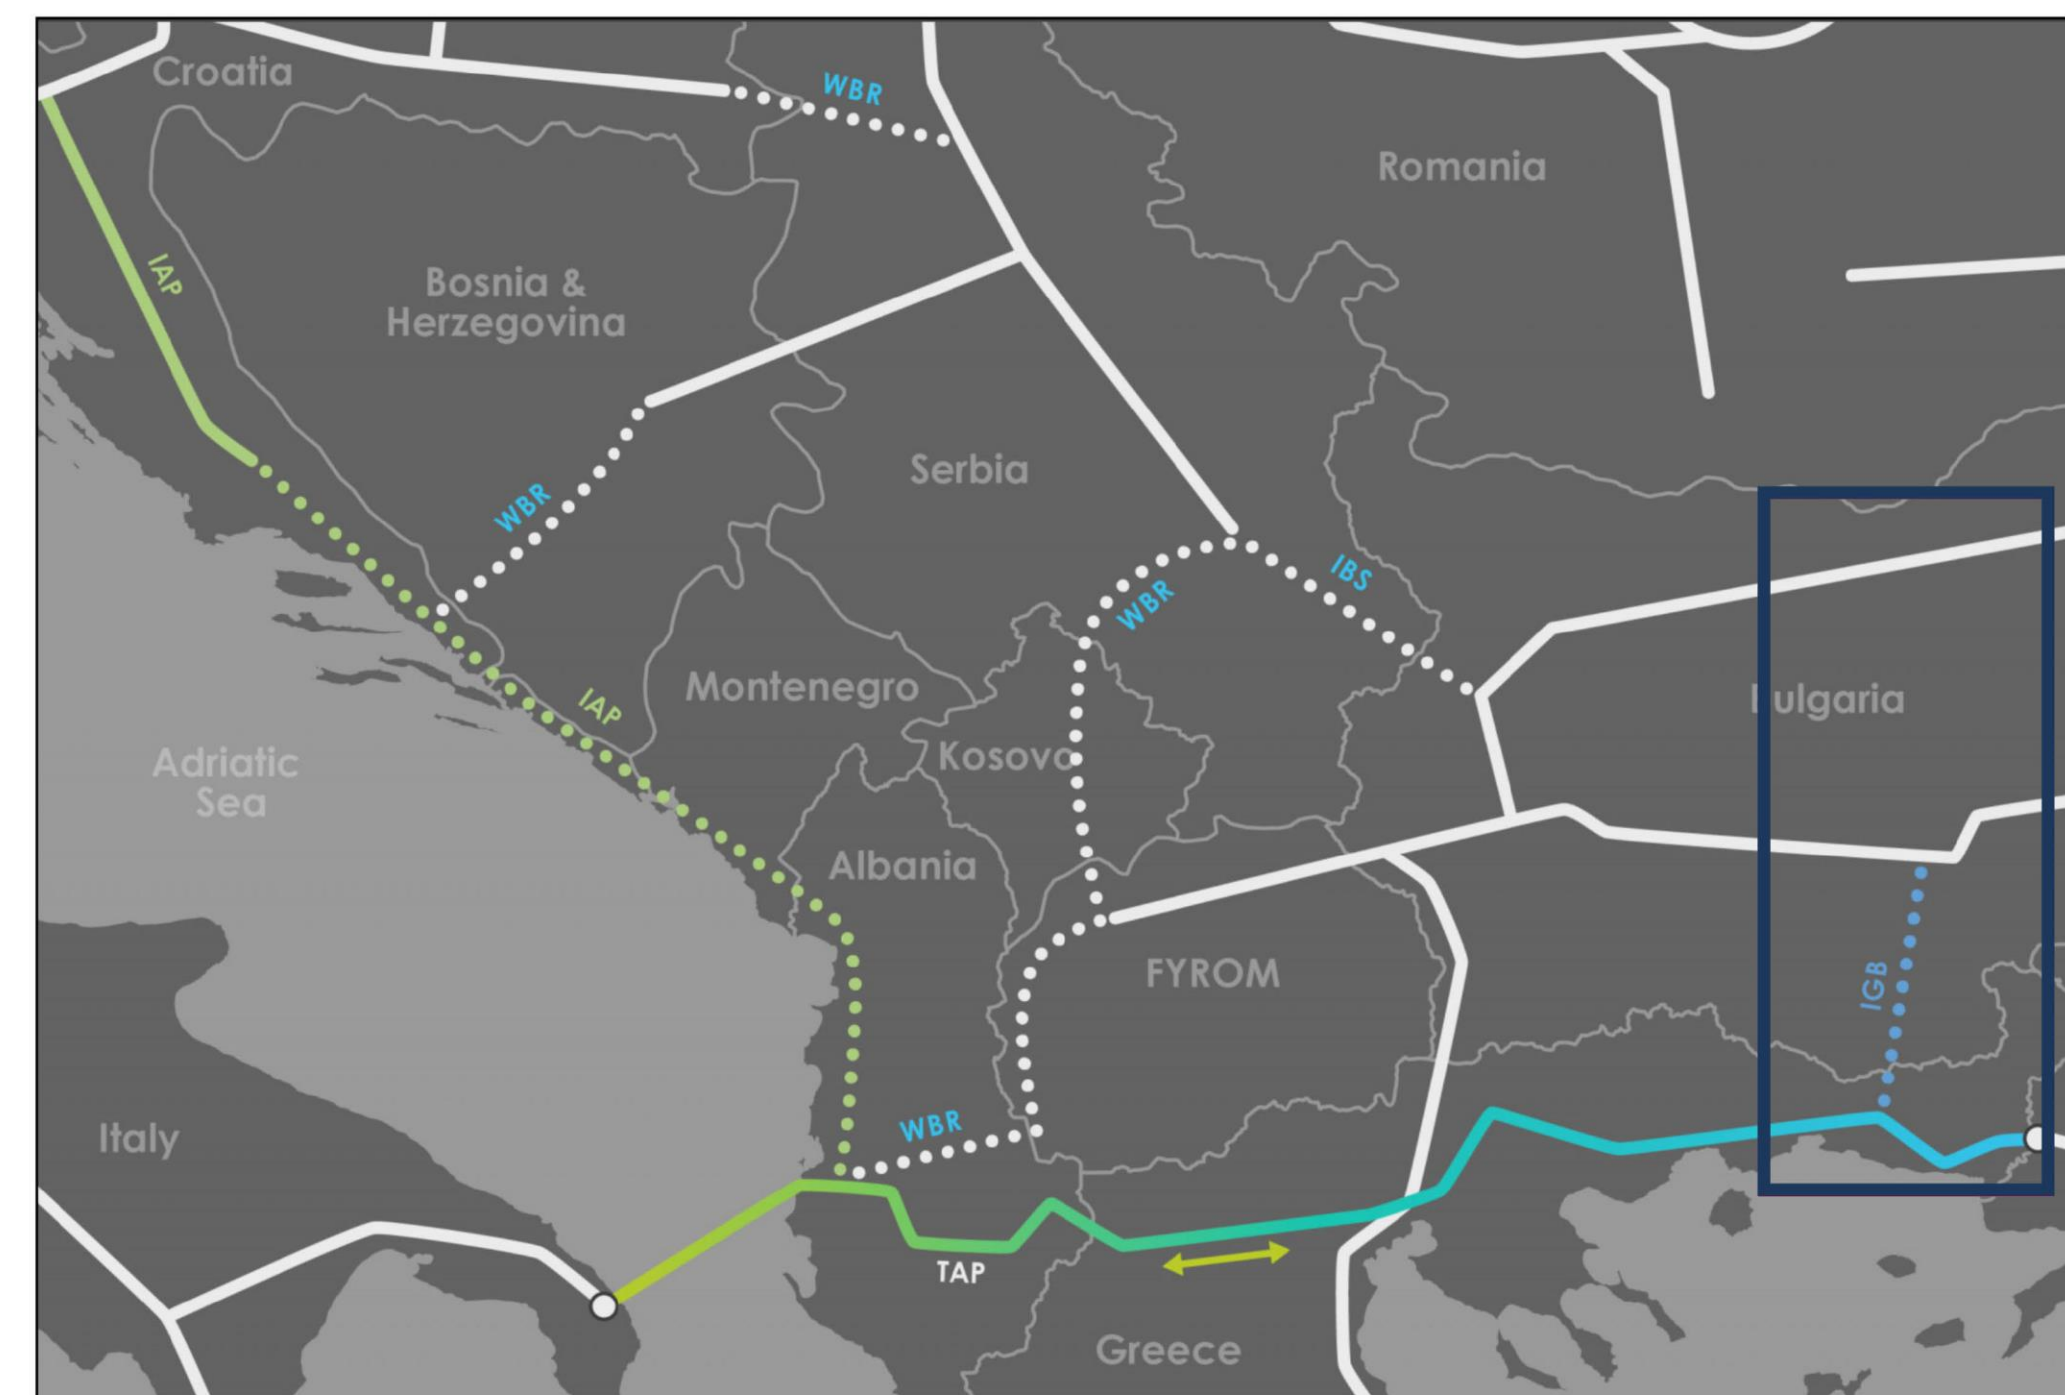 Croatia
WBR
Romania
IAP
Bosnia &
Herzegovina
Serbia
WBR
IBS
WBR
Montenegro
IAP
ulgaria
Kosovo
Adriatic
Sea
Albania
FYROM
IGB
WBR
Italy
TAP
Greece